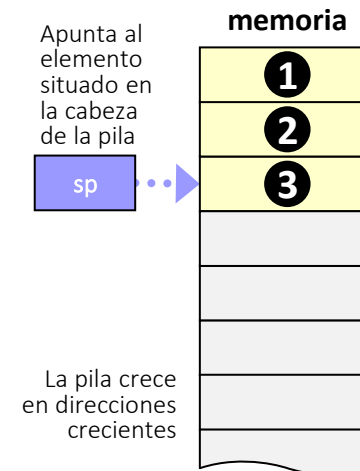 memoria
Apunta al
elemento
situado en
la cabeza
de la pila
1
2
3
sp
La pila crece
en direcciones
crecientes